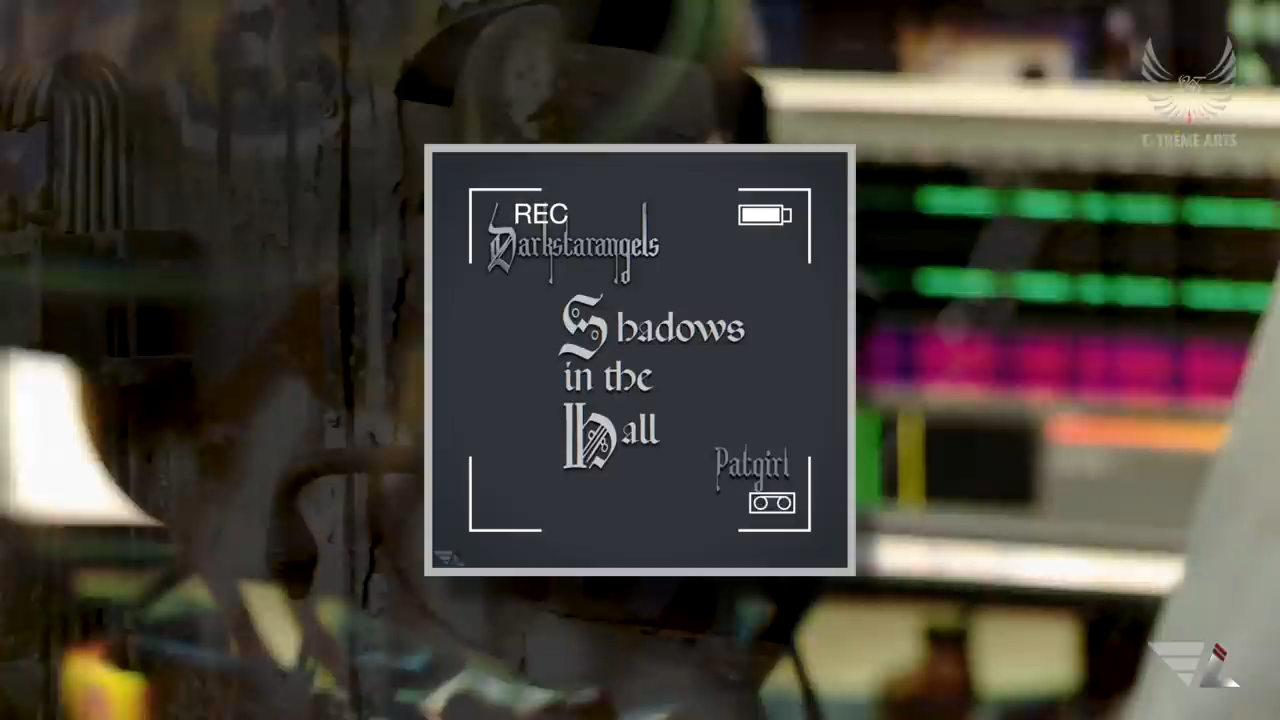 REC
Darkstarangels
Shadows
in the
Hall
Patgirl